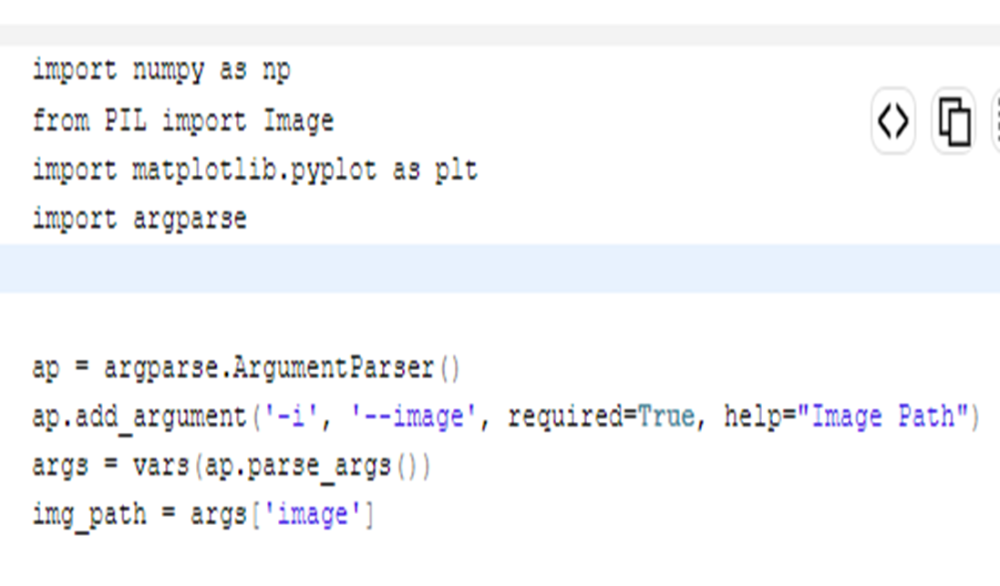 import numpy as np
from PIL import Image
import matplotlib.pyplot as plt
import argparse
ap = argparse.ArgumentParser()
ap.add_argument('-i', '--image', required=True, help="Image Path")
args = vars(ap.parse_args())
img_path = args['image']